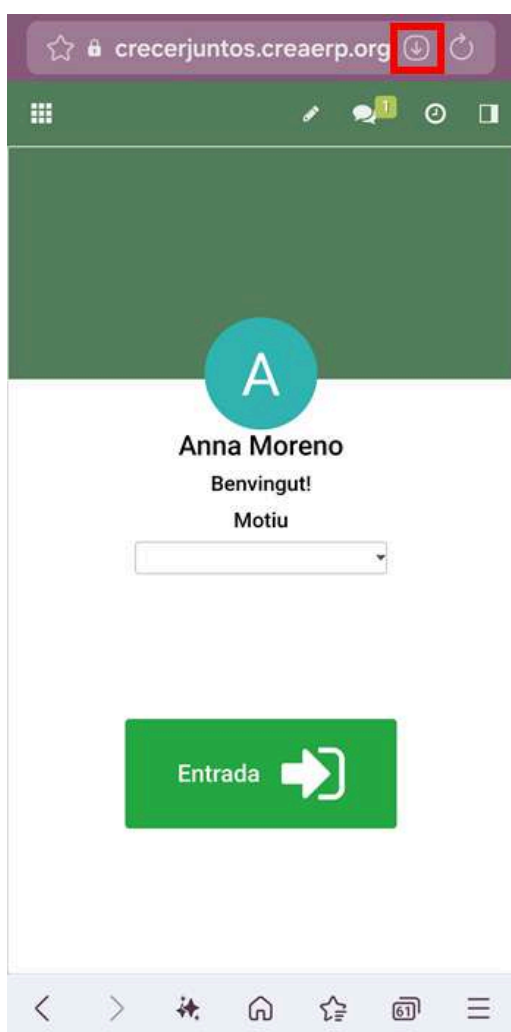 crecerjuntos.creaerp.org
1
A
Anna Moreno
Benvingut!
Motiu
Entrada
61